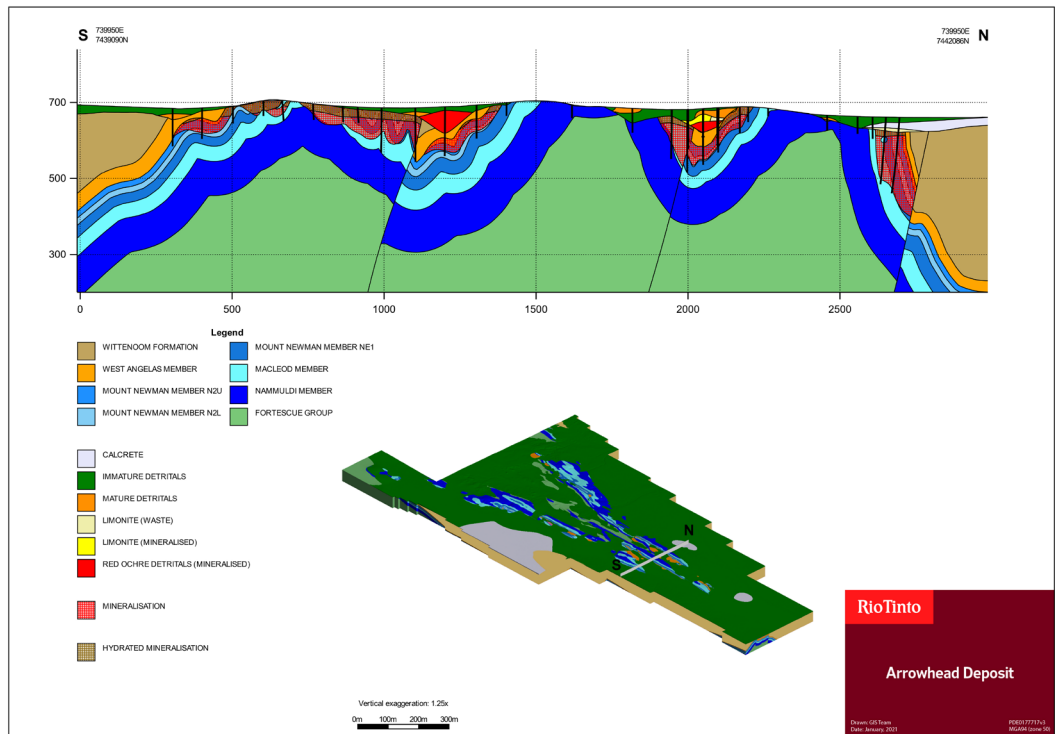 S 739950E
7439090N
739950E N
7442086N
700
500
300
0 500 1000 1500 2000 2500
Legend
WITTENOOM FORMATION
WEST ANGELAS MEMBER
MOUNT NEWMAN MEMBER N2U
MOUNT NEWMAN MEMBER N2L
MOUNT NEWMAN MEMBER NE1
MACLEOD MEMBER
NAMMULDI MEMBER
FORTESCUE GROUP
CALCRETE
IMMATURE DETRITALS
MATURE DETRITALS
LIMONITE (WASTE)
LIMONITE (MINERALISED)
RED OCHRE DETRITALS (MINERALISED)
MINERALISATION
HYDRATED MINERALISATION
N
S
Vertical exaggeration: 1.25x
0m 100m 200m 300m
RioTinto
Arrowhead Deposit
Drawn: GIS Team
Date: January, 2021
PDE0177717v3
MGA94 (zone 50)